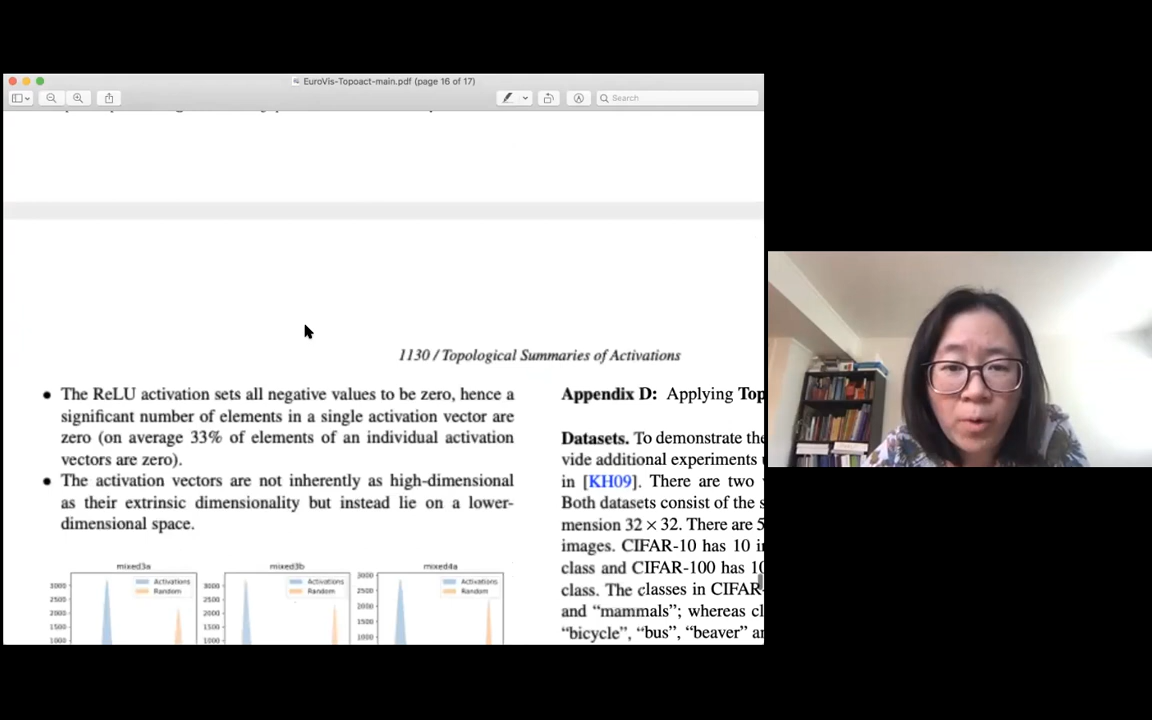 EuroVis-Topoact-main.pdf (page 16 of 17)
Search
1130 / Topological Summaries of Activations
• The ReLU activation sets all negative values to be zero, hence a
significant number of elements in a single activation vector are
zero (on average 33% of elements of an individual activation
vectors are zero).
• The activation vectors are not inherently as high-dimensional
as their extrinsic dimensionality but instead lie on a lower-
dimensional space.
mixed3a
Activations
Random
3000
2500
2000
1500
1000
mixed3b
Activations
Random
3000
2500
2000
1500
1000
mixed4a
Activations
Random
3000
2500
2000
1500
1000
Appendix D: Applying Top
Datasets. To demonstrate the
vide additional experiments
in [KH09]. There are two
Both datasets consist of the s
mension 32 × 32. There are 5
images. CIFAR-10 has 10 i
class and CIFAR-100 has 10
class. The classes in CIFAR-
and “mammals”; whereas cl
“bicycle”, “bus”, “beaver” a